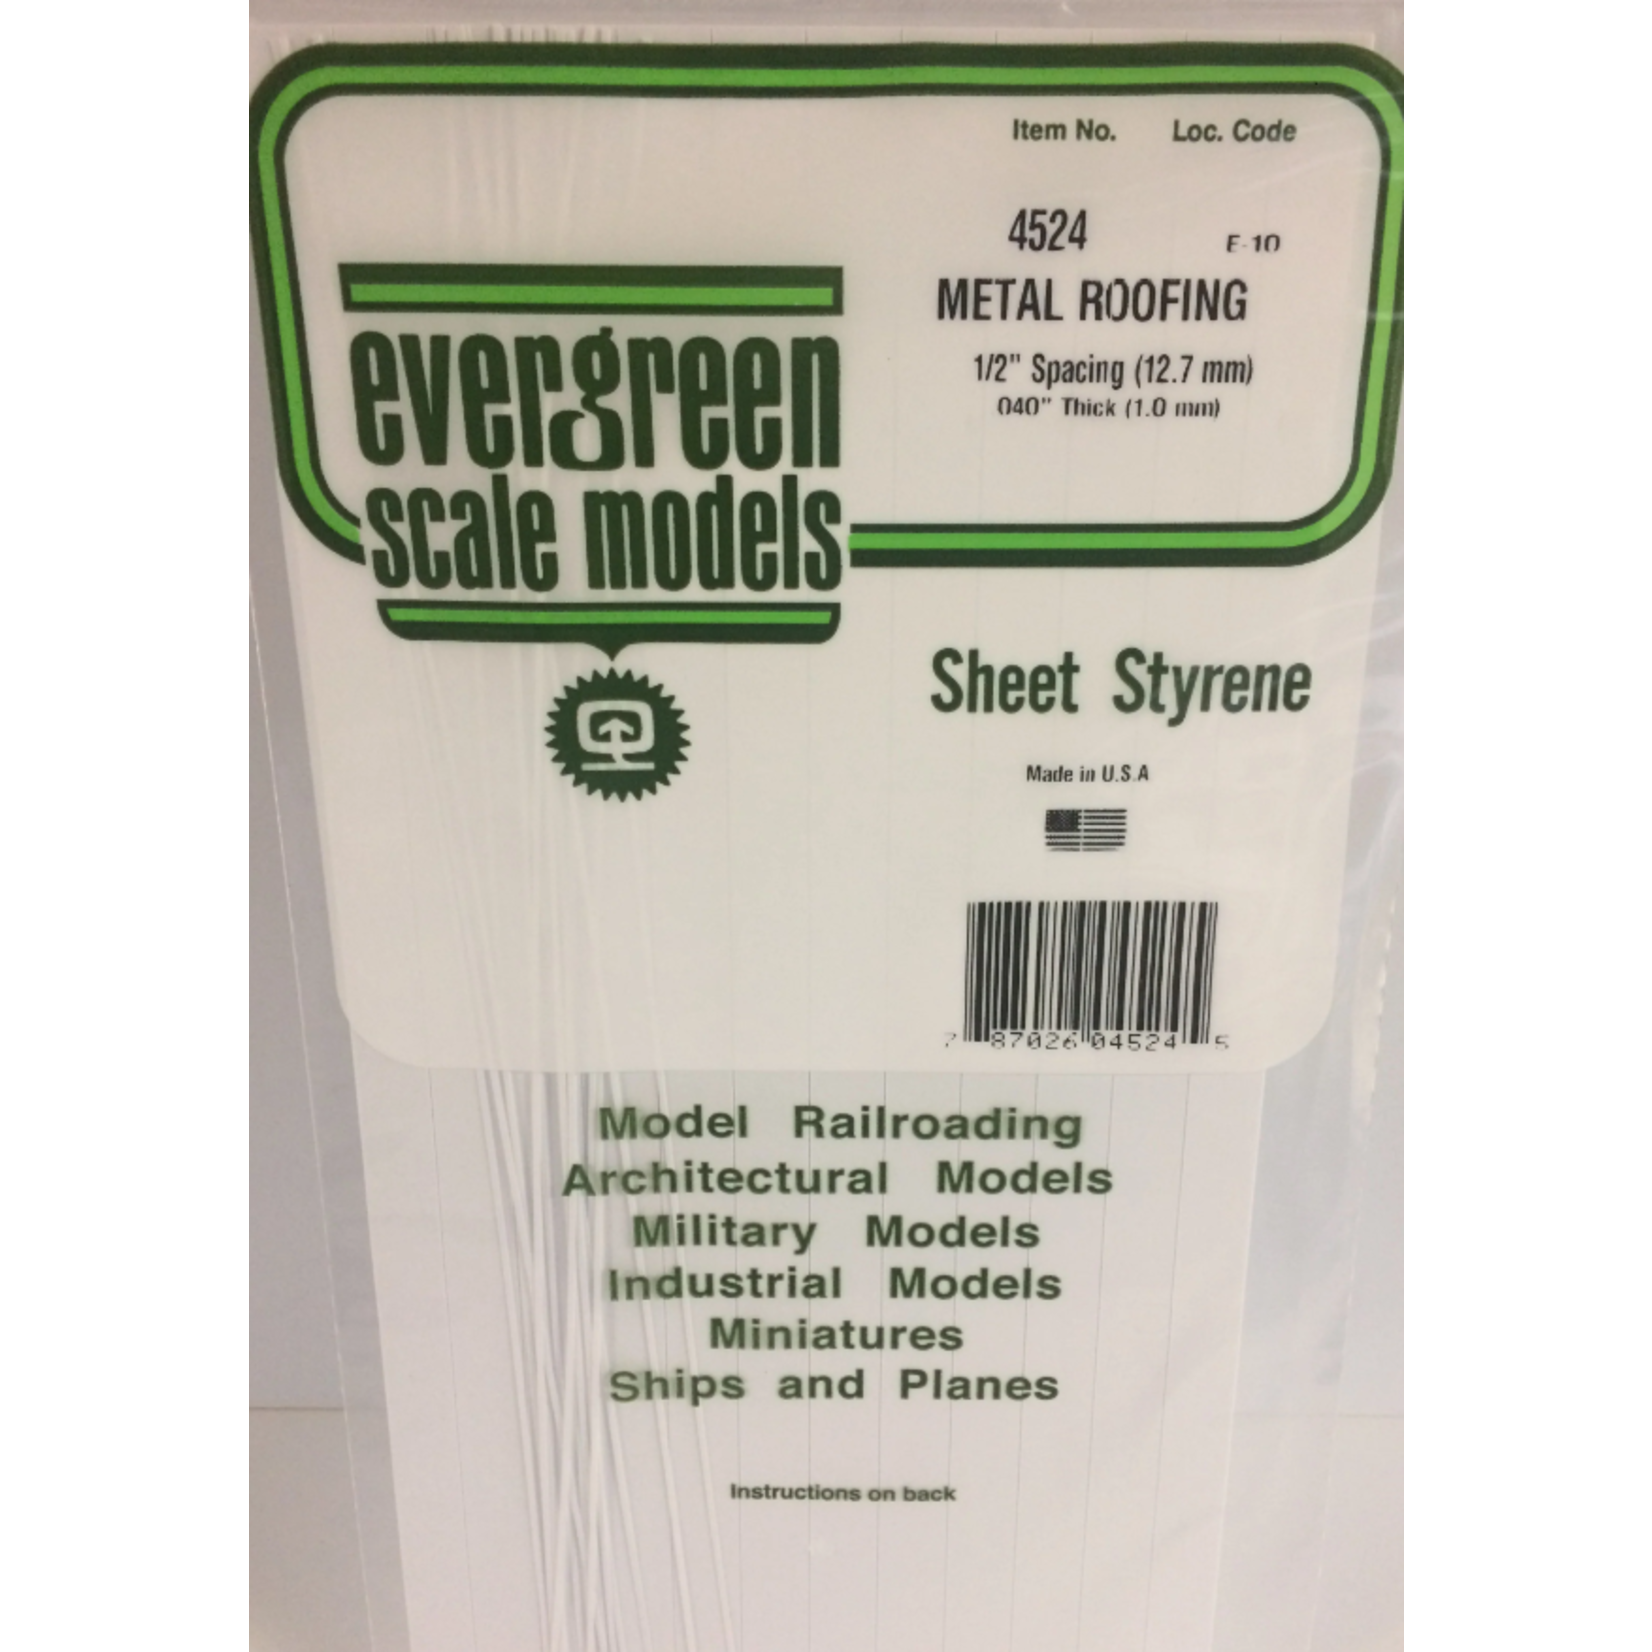 Item No. Loc. Code
4524 E-10
METAL ROOFING
1/2" Spacing (12.7 mm)
.040" Thick (1.0 mm)
evergreen
scale models
Sheet Styrene
Made in U.S.A
7 87026 04524 5
Model Railroading
Architectural Models
Military Models
Industrial Models
Miniatures
Ships and Planes
Instructions on back